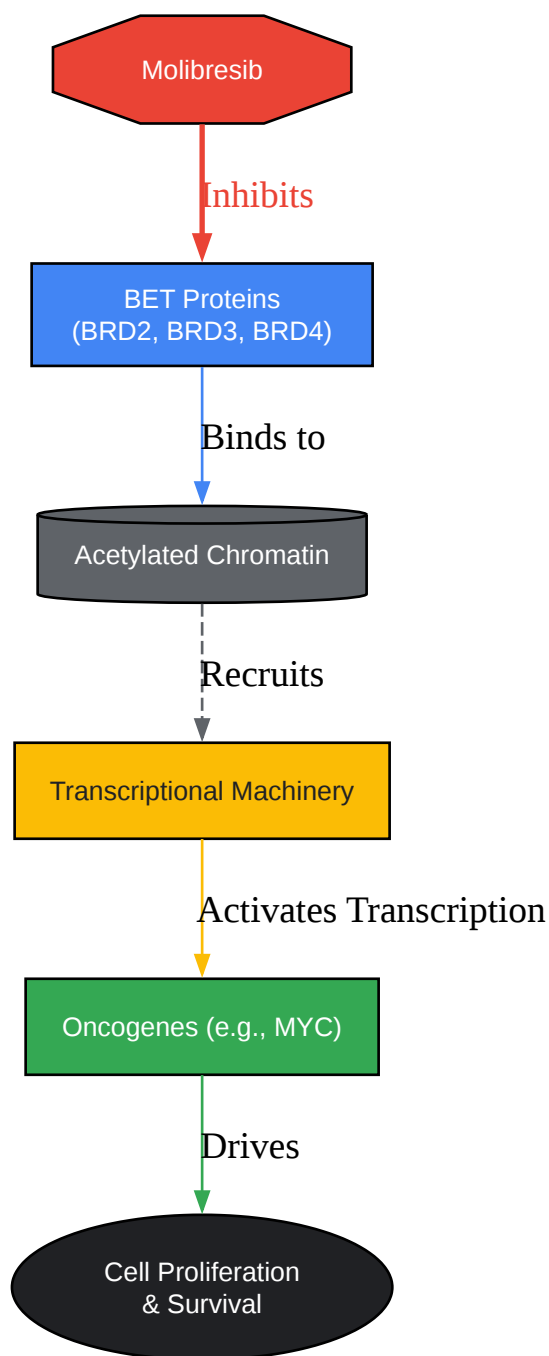 Molibresib
Inhibits
BET Proteins
(BRD2, BRD3, BRD4)
Binds to
Acetylated Chromatin
Recruits
Transcriptional Machinery
Activates Transcription
Oncogenes (e.g., MYC)
Drives
Cell Proliferation
& Survival